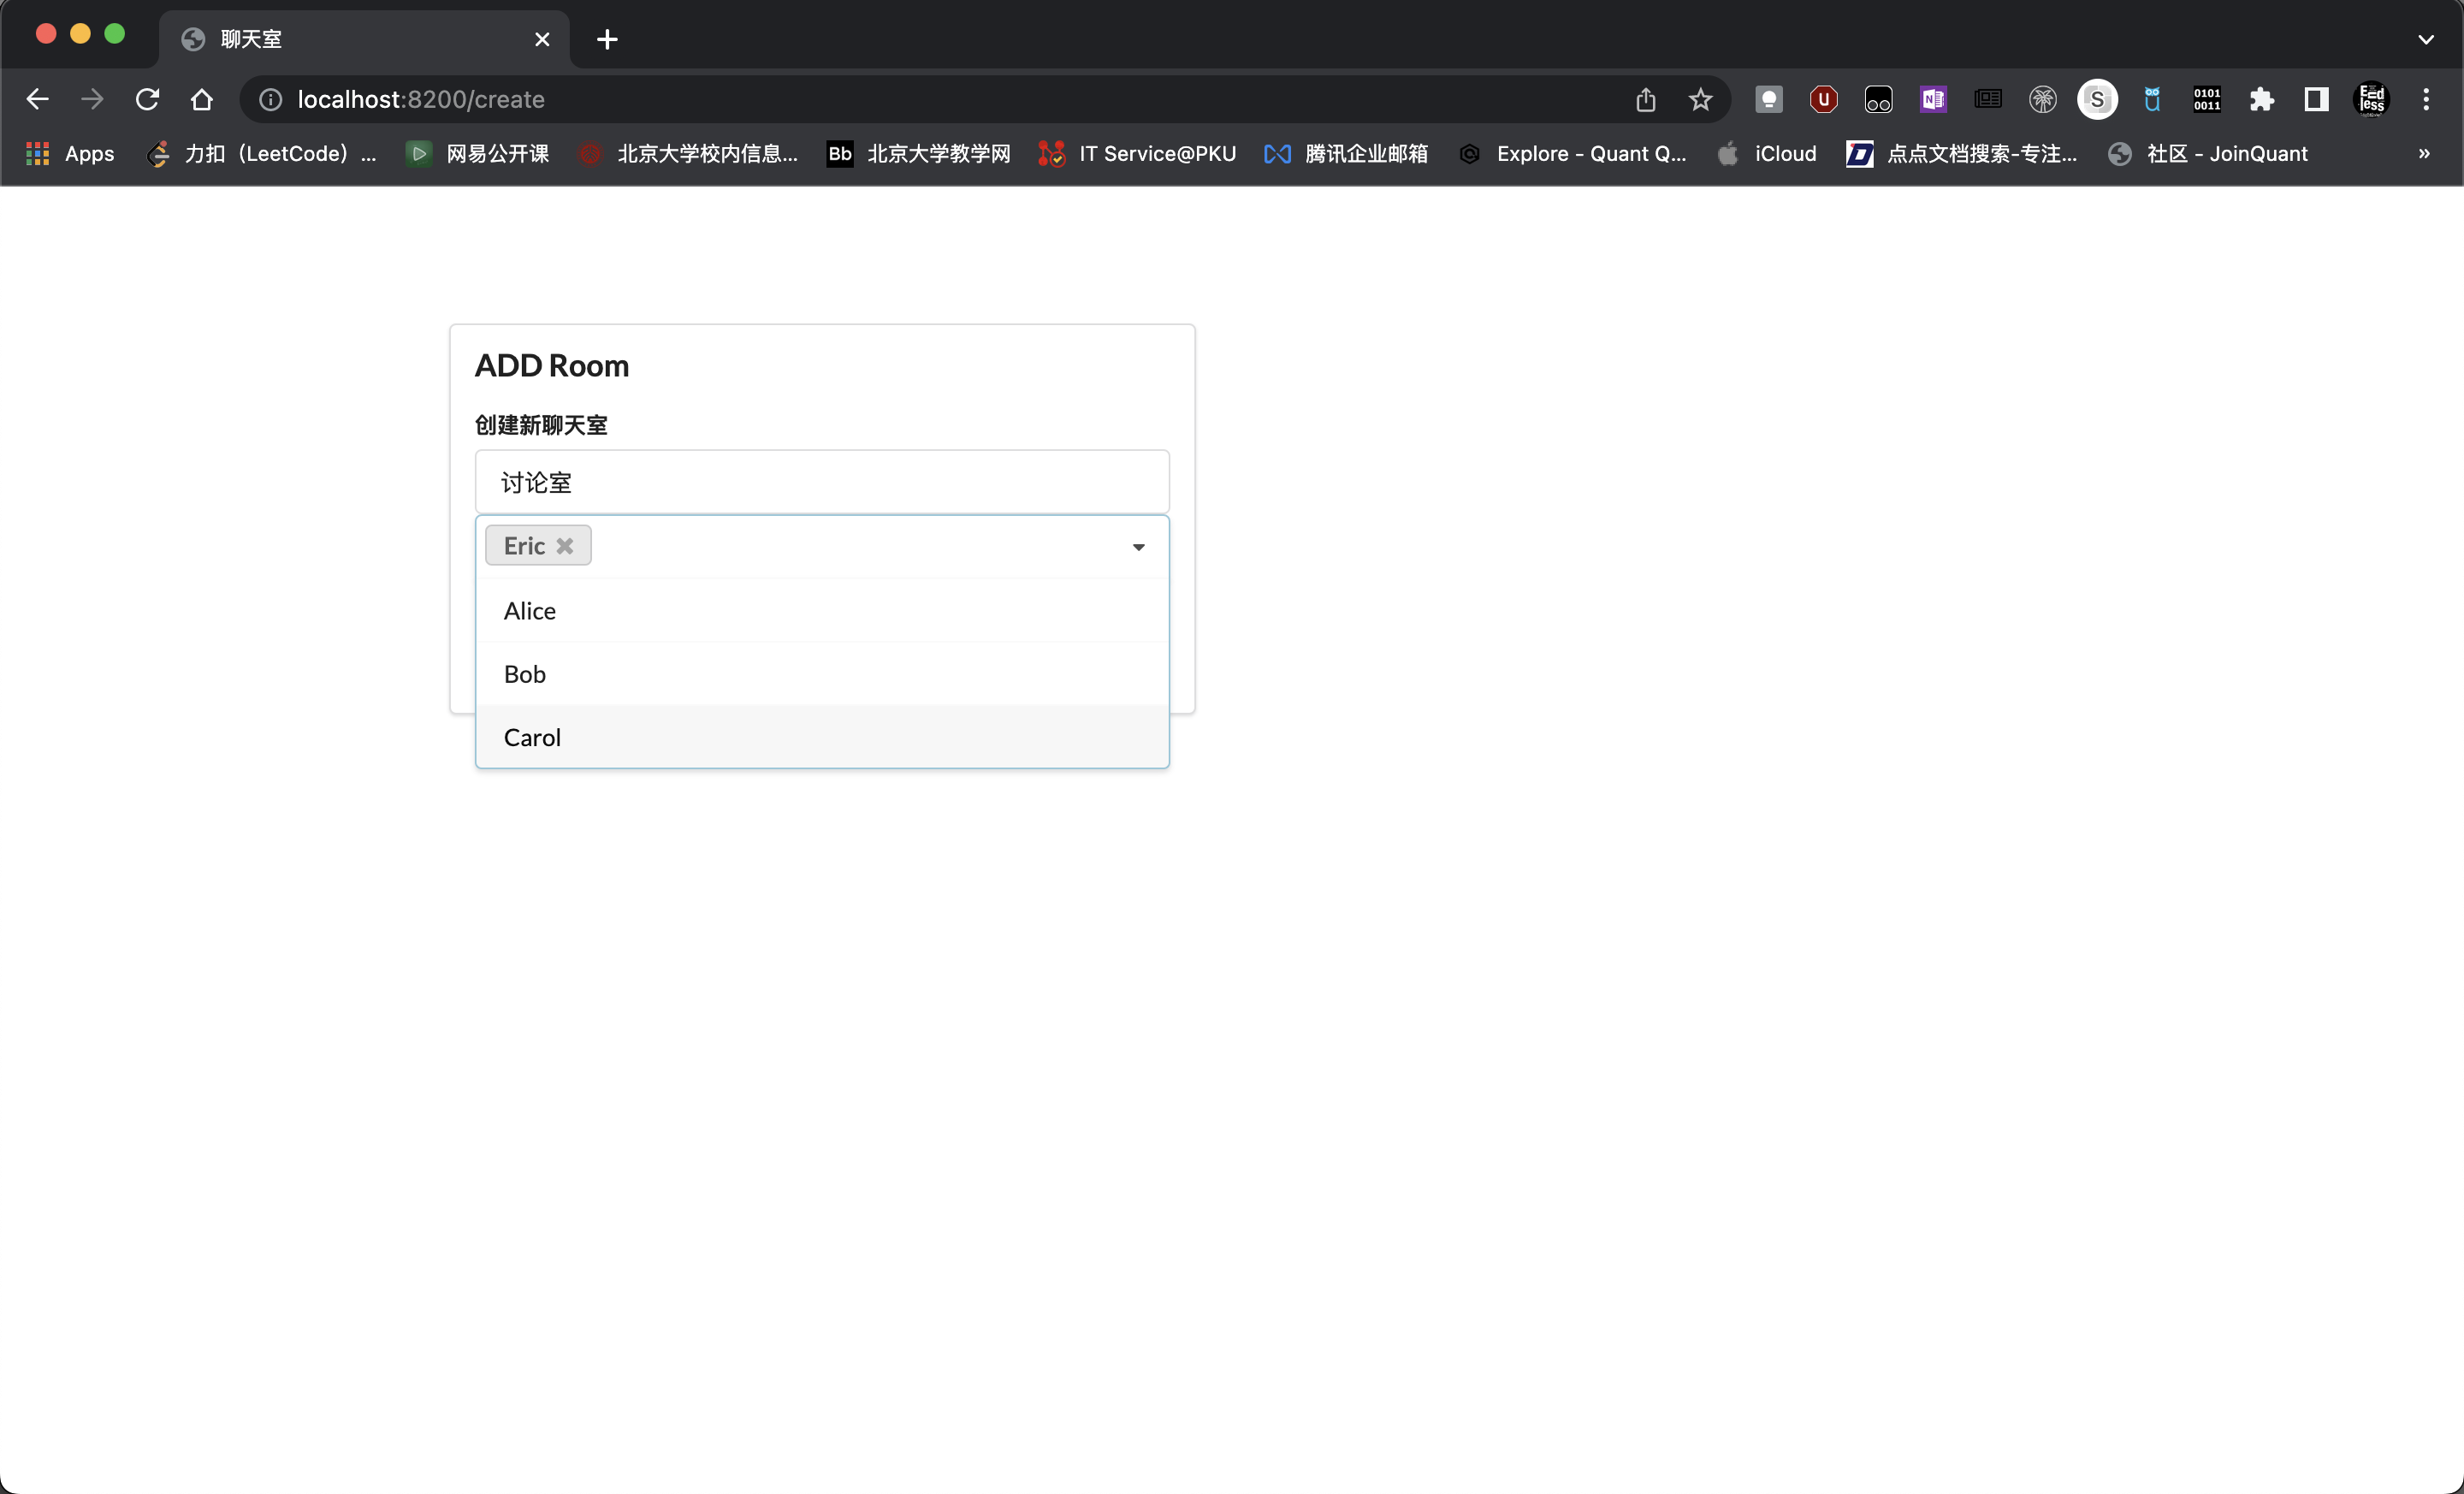 聊天室
localhost:8200/create
Apps 力扣（LeetCode）... 网易公开课 北京大学校内信息... Bb 北京大学教学网 IT Service@PKU 腾讯企业邮箱 Explore - Quant Q... iCloud 点点文档搜索-专注... 社区 - JoinQuant »
ADD Room
创建新聊天室
讨论室
Eric
Alice
Bob
Carol